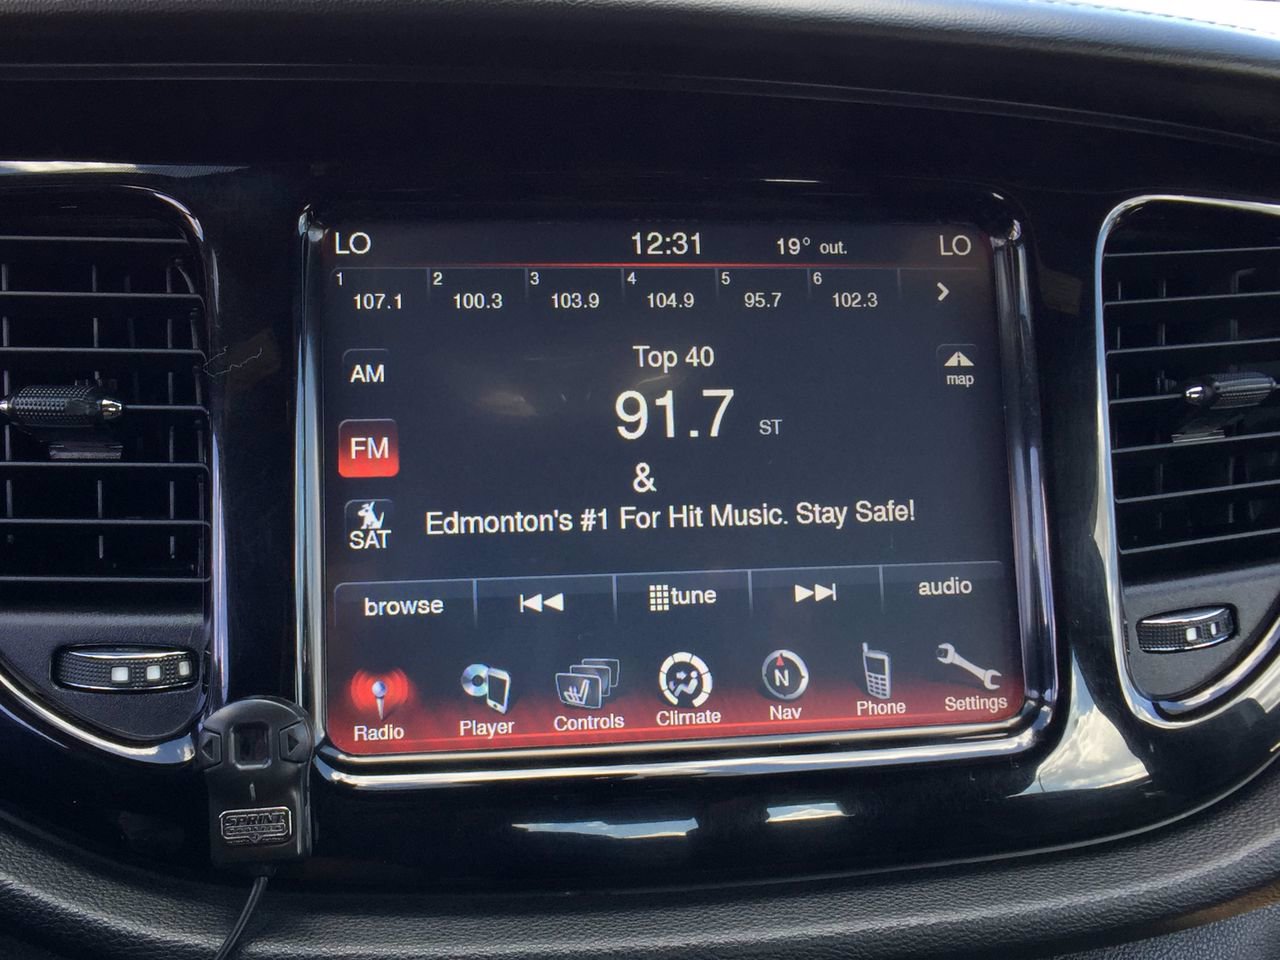 LO 12:31 19° out. LO
1 2 3 4 5 6
107.1 100.3 103.9 104.9 95.7 102.3 >
Top 40
AM 91.7 ST map
FM &
SAT Edmonton's #1 For Hit Music. Stay Safe!
browse tune audio
N
Radio Player Controls Climate Nav Phone Settings
SPRINT